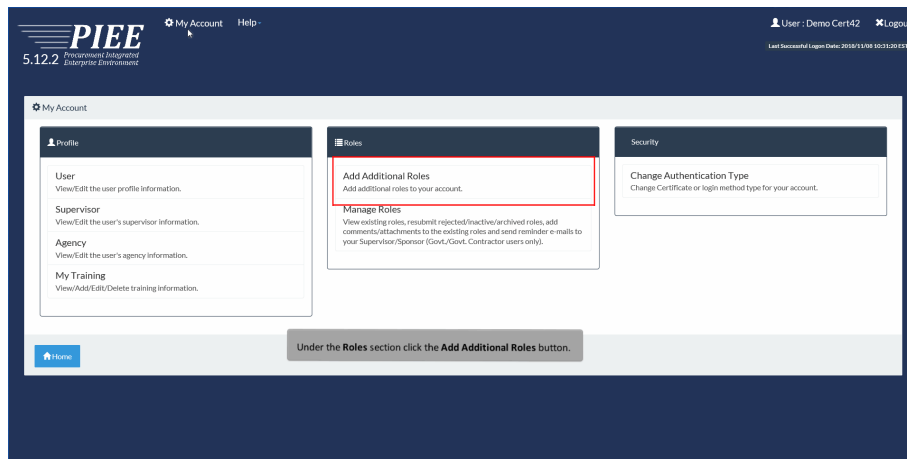 My Account Help -
User : Demo Cert42 Logou
PIEE
5.12.2 Procurement Integrated
Enterprise Environment
Last Successful Logon Date: 2018/11/08 10:31:20 EST
My Account
Profile
User
View/Edit the user profile information.
Supervisor
View/Edit the user's supervisor information.
Agency
View/Edit the user's agency information.
My Training
View/Add/Edit/Delete training information.
Roles
Add Additional Roles
Add additional roles to your account.
Manage Roles
View existing roles, resubmit rejected/inactive/archived roles, add
comments/attachments to the existing roles and send reminder e-mails to
your Supervisor/Sponsor (Govt./Govt. Contractor users only).
Security
Change Authentication Type
Change Certificate or login method type for your account.
Under the Roles section click the Add Additional Roles button.
Home